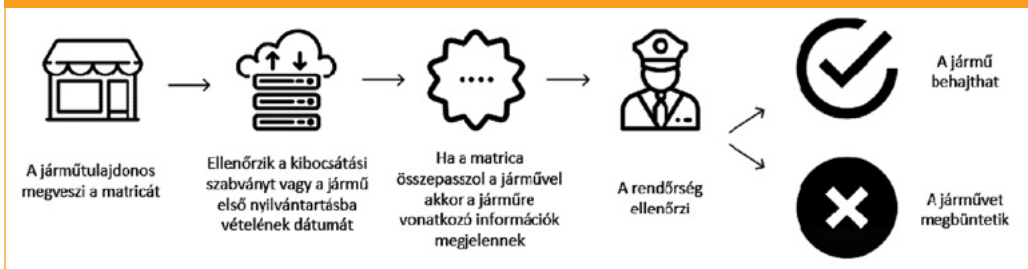 A járműtulajdonos
megveszi a matricát
Ellenőrzik a kibocsátási
szabványt vagy a jármű
első nyilvántartásba
vételének dátumát
Ha a matrica
összepasszol a járművel
akkor a járműre
vonatkozó információk
megjelennek
A rendőrség
ellenőrzi
A jármű
behajthat
A járművet
megbüntetik